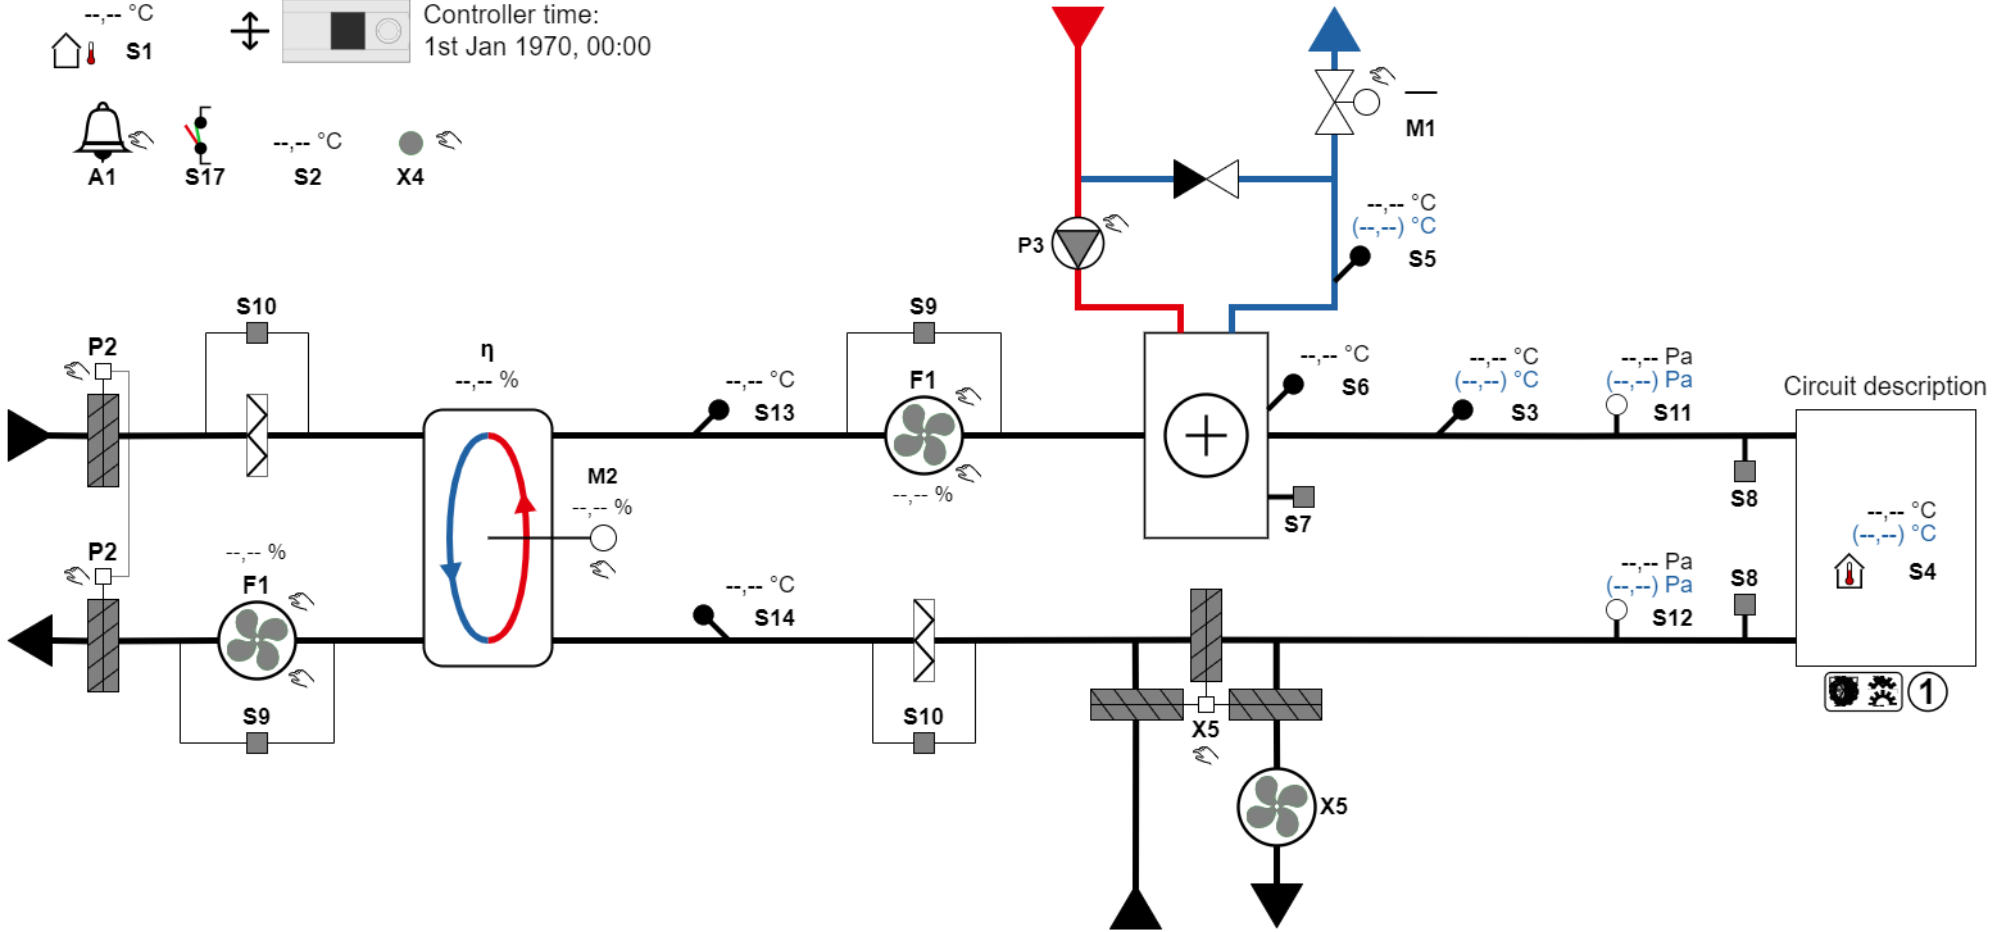 --,-- °C
S1
Controller time:
1st Jan 1970, 00:00
A1
S17
--,-- °C
S2
X4
M1
--,-- °C
(--,--) °C
S5
P3
S10
P2
η
--,-- %
--,-- °C
S13
S9
F1
--,-- %
--,-- °C
S6
--,-- °C
(--,--) °C
S3
--,-- Pa
(--,--) Pa
S11
Circuit description
M2
--,-- %
S7
S8
--,-- °C
(--,--) °C
S4
P2
--,-- %
F1
--,-- °C
S14
--,-- Pa
(--,--) Pa
S12
S8
S9
S10
X5
X5
1